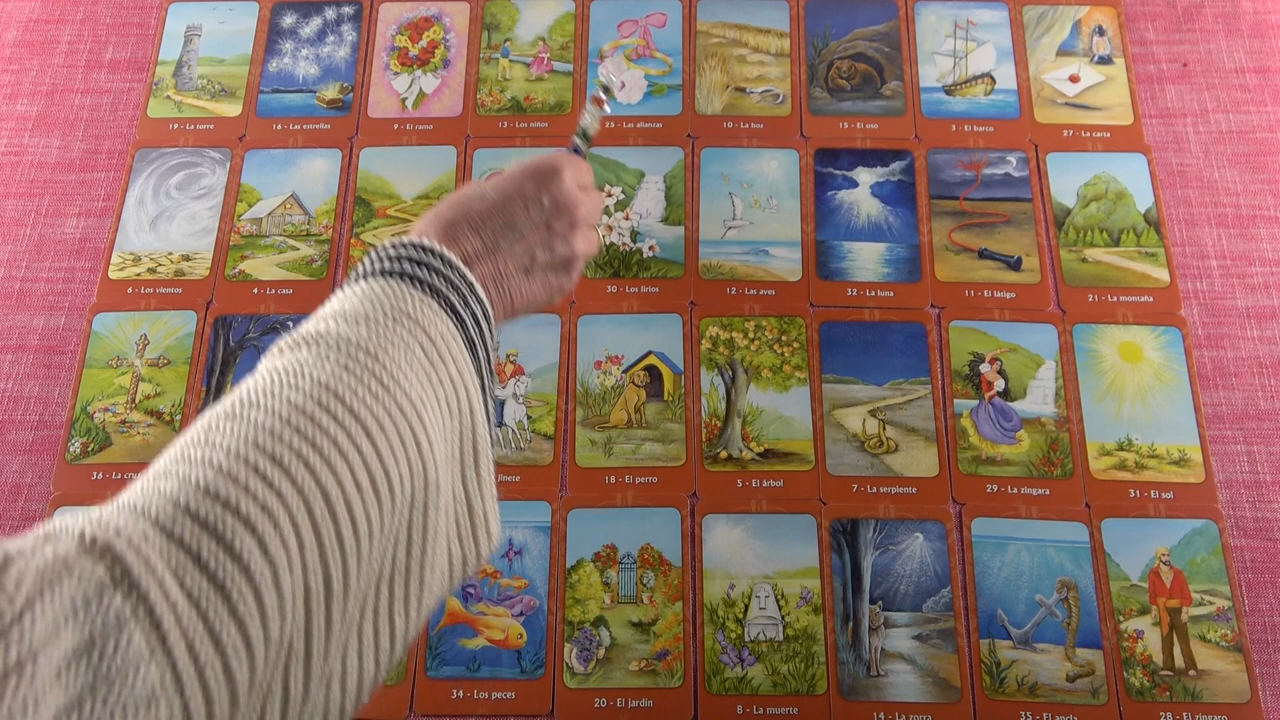 19 - La torre
16 - Las estrellas
9 - El ramo
13 - Los niños
25 - Las alianzas
10 - La hoz
15 - El oso
3 - El barco
27 - La carta
6 - Los vientos
4 - La casa
30 - Los lirios
12 - Las aves
32 - La luna
11 - El látigo
21 - La montaña
36 - La cru
Jinete
18 - El perro
5 - El árbol
7 - La serpiente
29 - La zíngara
31 - El sol
34 - Los peces
20 - El jardín
8 - La muerte
14 - La zorra
35 - El ancla
28 - El zíngaro